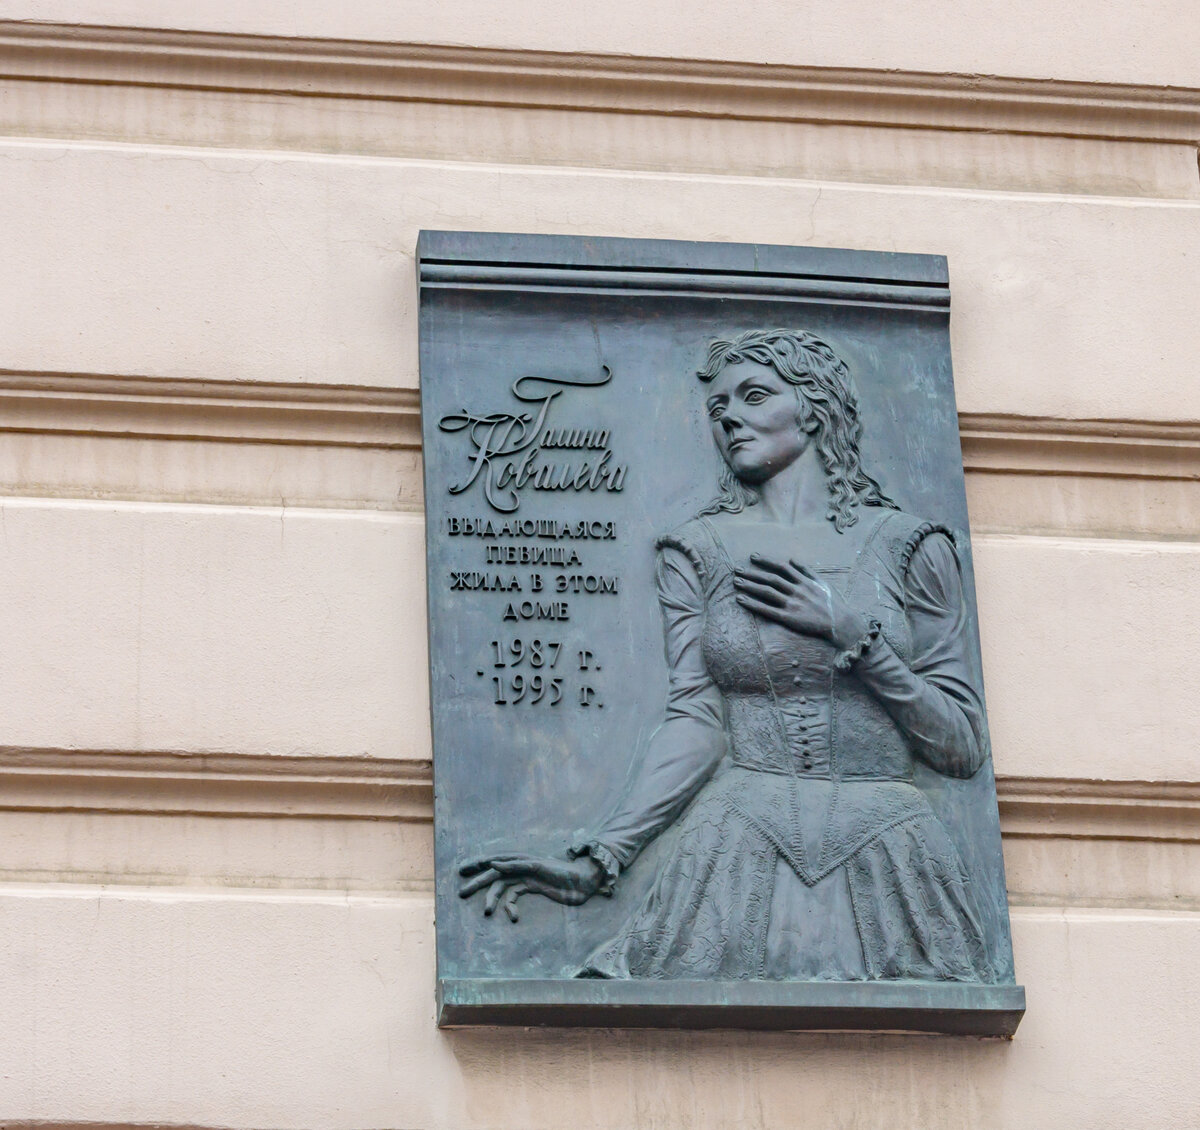 Галина
Ковалева
ВЫДАЮЩАЯСЯ
ПЕВИЦА
ЖИЛА В ЭТОМ
ДОМЕ
1987 г.
- 1995 г.